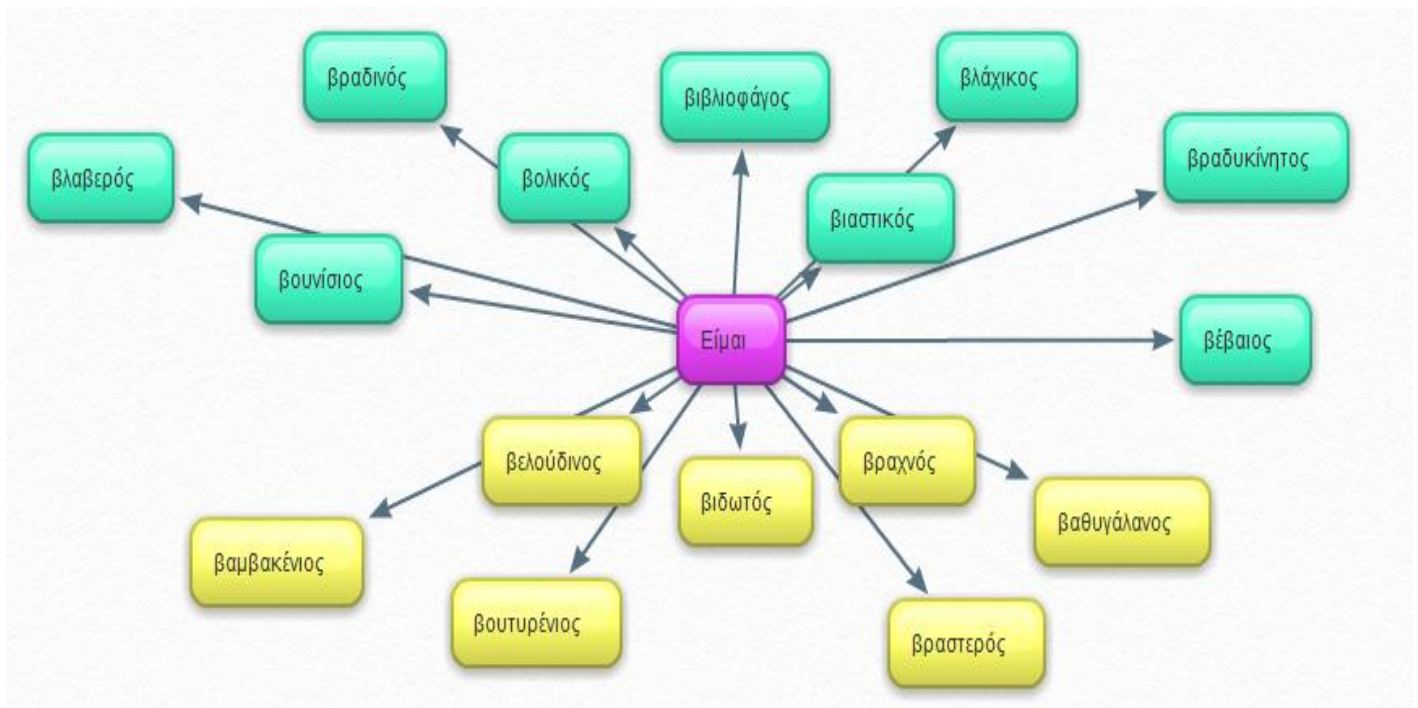 βραδινός
βιβλιοφάγος
βλάχικος
βλαβερός
βολικός
βιαστικός
βραδυκίνητος
βουνίσιος
Είμαι
βέβαιος
βελούδινος
βιδωτός
βραχνός
βαθυγάλανος
βαμβακένιος
βουτυρένιος
βραστερός